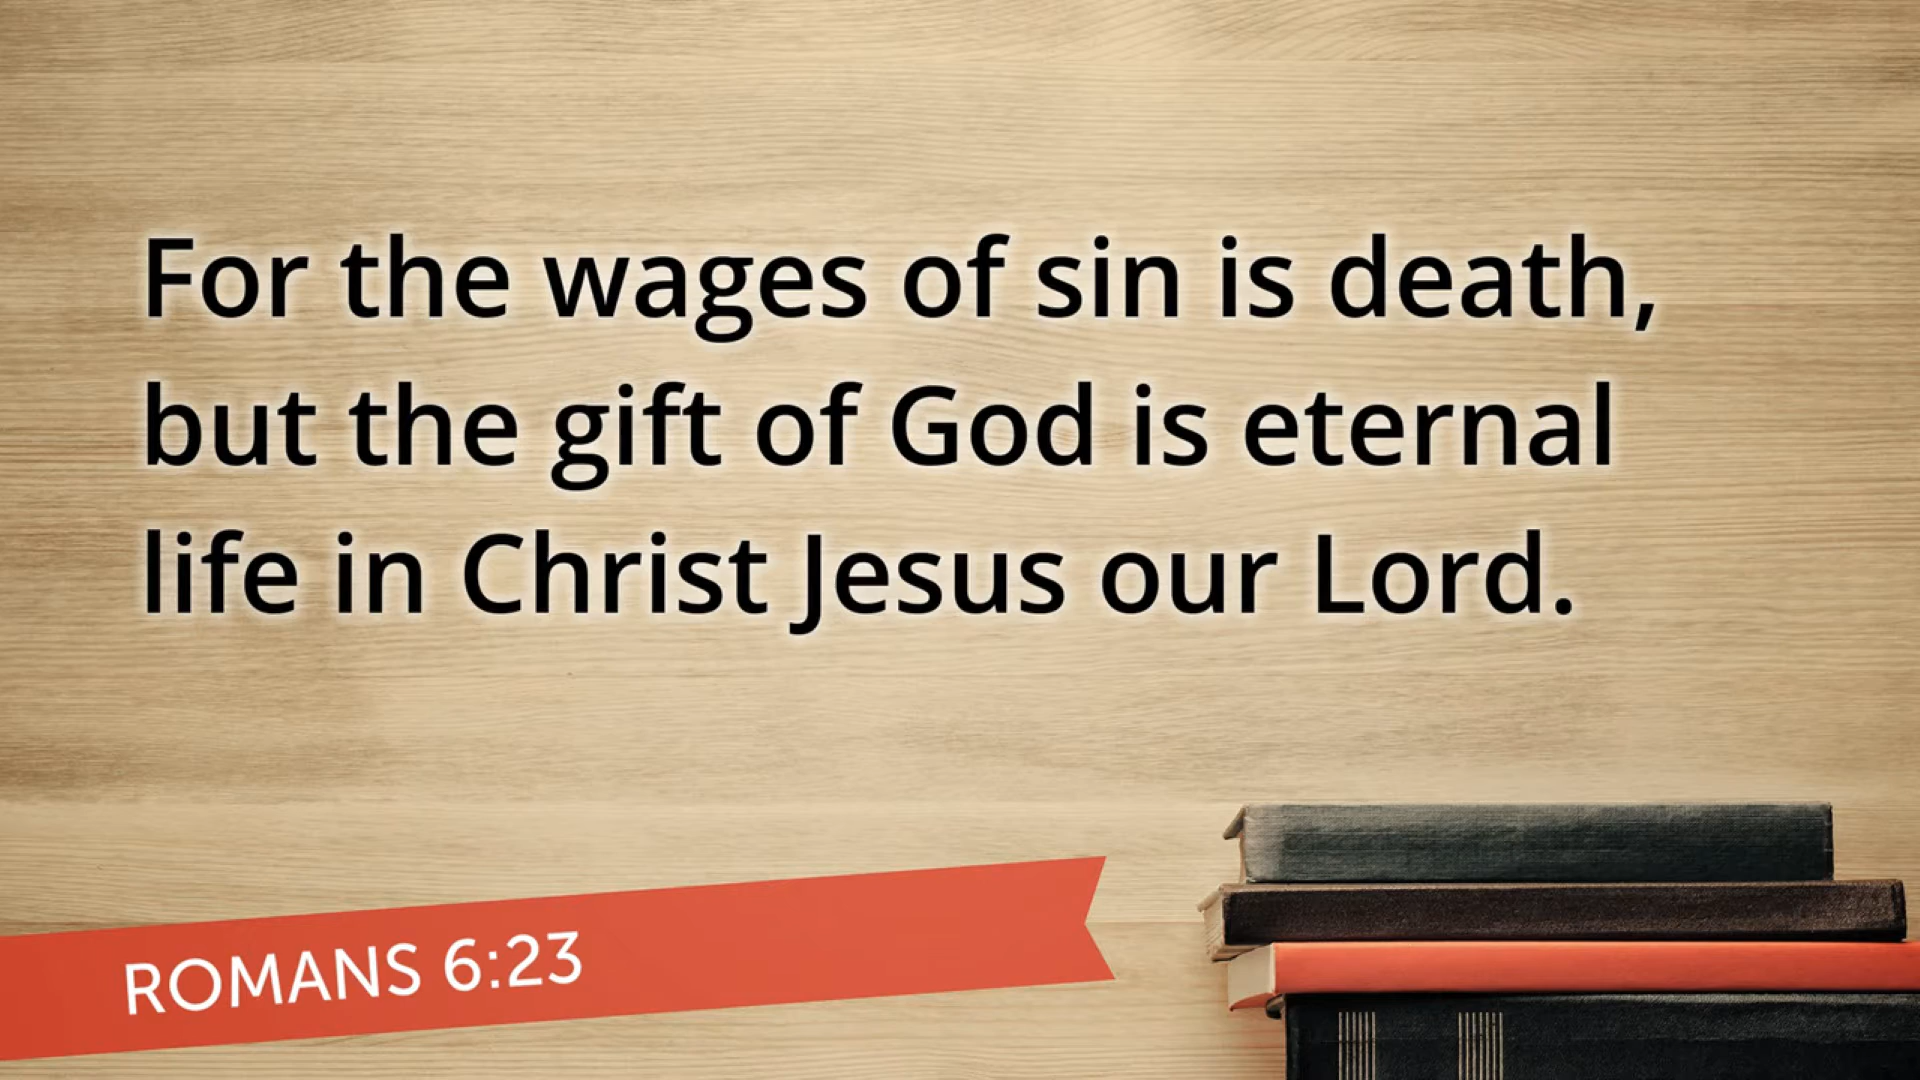 For the wages of sin is death,
but the gift of God is eternal
life in Christ Jesus our Lord.
ROMANS 6:23